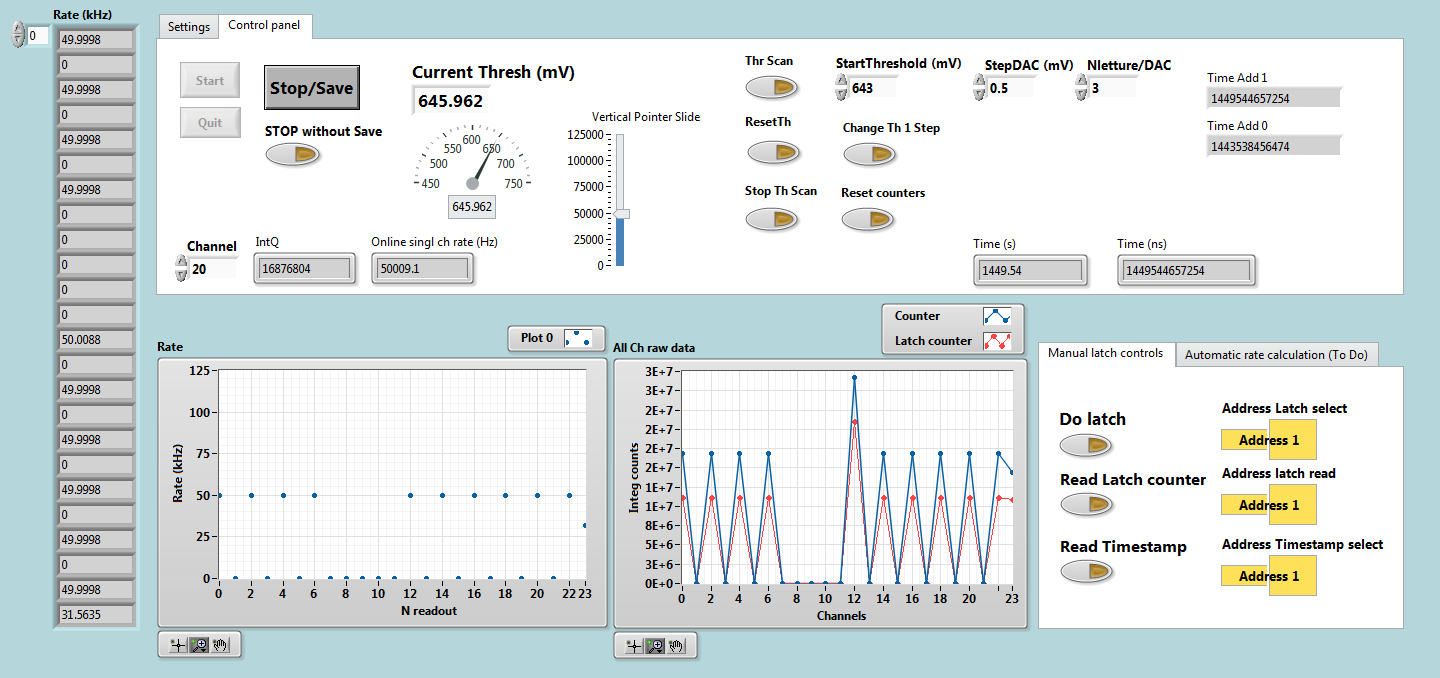 Rate (kHz)
0
49.9998
0
49.9998
0
49.9998
0
49.9998
0
0
0
0
0
50.0088
0
49.9998
0
49.9998
0
49.9998
0
49.9998
0
49.9998
31.5635
Settings
Control panel
Start
Quit
Stop/Save
STOP without Save
Current Thresh (mV)
645.962
450
500
550
600
650
700
750
645.962
Vertical Pointer Slide
125000
100000
75000
50000
25000
0
Channel
20
IntQ
16876804
Online singl ch rate (Hz)
50009.1
Thr Scan
ResetTh
Stop Th Scan
StartThreshold (mV)
643
StepDAC (mV)
0.5
Nletture/DAC
3
Change Th 1 Step
Reset counters
Time Add 1
1449544657254
Time Add 0
1443538456474
Time (s)
1449.54
Time (ns)
1449544657254
Rate
Plot 0
125
100
75
50
25
0
Rate (kHz)
0 2 4 6 8 10 12 14 16 18 20 22 23
N readout
All Ch raw data
Counter
Latch counter
3E+7
3E+7
2E+7
2E+7
2E+7
2E+7
1E+7
1E+7
8E+6
5E+6
3E+6
0E+0
Integ counts
0 2 4 6 8 10 12 14 16 18 20 23
Channels
Manual latch controls
Automatic rate calculation (To Do)
Do latch
Read Latch counter
Read Timestamp
Address Latch select
Address 1
Address latch read
Address 1
Address Timestamp select
Address 1